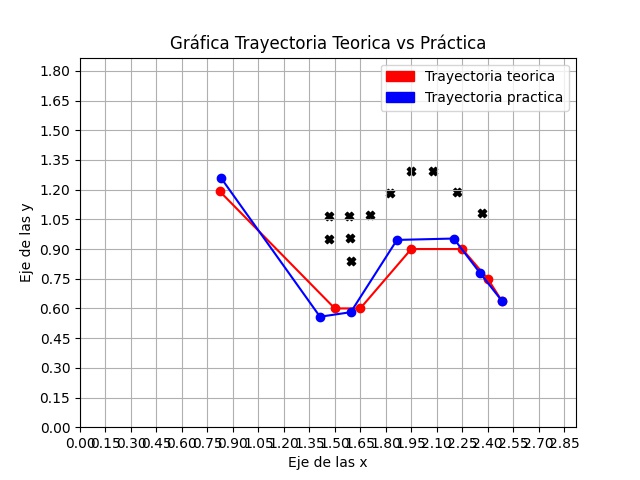 Gráfica Trayectoria Teorica vs Práctica
Trayectoria teorica
Trayectoria practica
Eje de las y
1.80
1.65
1.50
1.35
1.20
1.05
0.90
0.75
0.60
0.45
0.30
0.15
0.00
0.00 0.15 0.30 0.45 0.60 0.75 0.90 1.05 1.20 1.35 1.50 1.65 1.80 1.95 2.10 2.25 2.40 2.55 2.70 2.85
Eje de las x